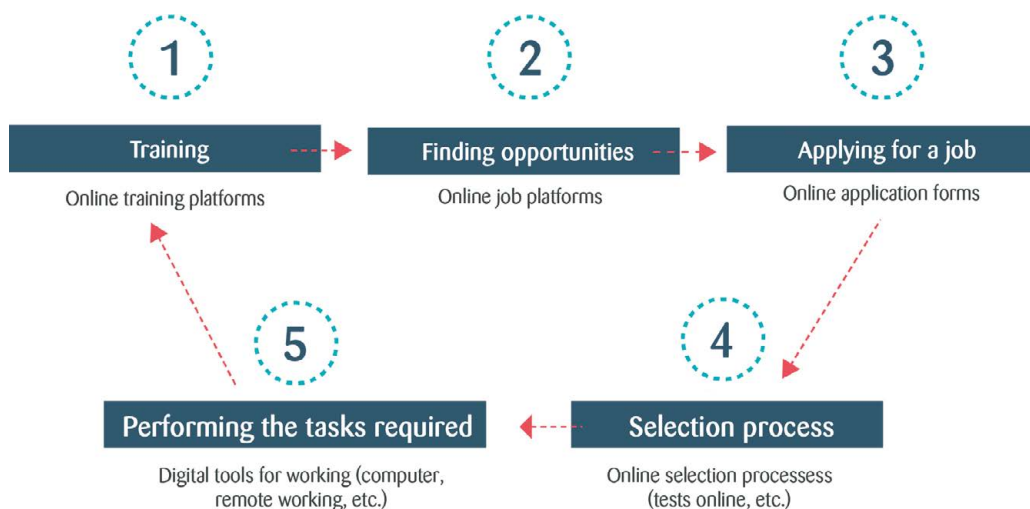 1
2
3
Training
Finding opportunities
Applying for a job
Online training platforms
Online job platforms
Online application forms
5
4
Performing the tasks required
Selection process
Digital tools for working (computer,
remote working, etc.)
Online selection processess
(tests online, etc.)